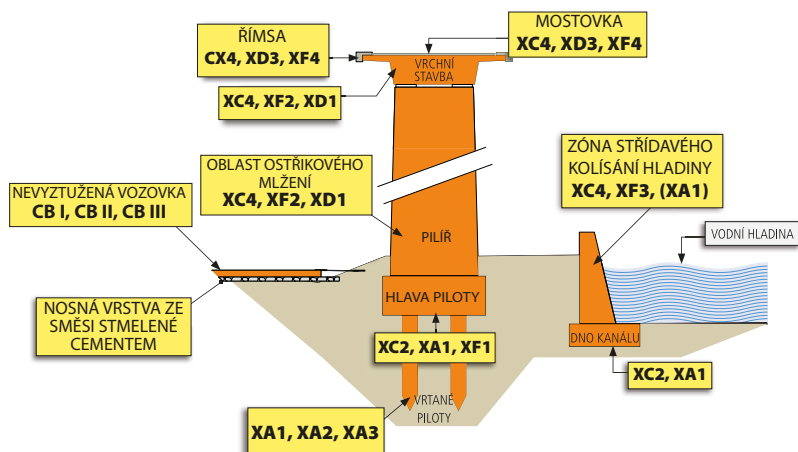 ŘÍMSA
CX4, XD3, XF4
MOSTOVKA
XC4, XD3, XF4
VRCHNÍ
STAVBA
XC4, XF2, XD1
OBLAST OSTŘIKOVÉHO
MLŽENÍ
XC4, XF2, XD1
ZÓNA STŘÍDAVÉHO
KOLÍSÁNÍ HLADINY
XC4, XF3, (XA1)
NEVYZTUŽENÁ VOZOVKA
CB I, CB II, CB III
PILÍŘ
VODNÍ HLADINA
HLAVA PILOTY
NOSNÁ VRSTVA ZE
SMĚSI STMELENÉ
CEMENTEM
DNO KANÁLU
XC2, XA1, XF1
XC2, XA1
VRTANÉ
PILOTY
XA1, XA2, XA3